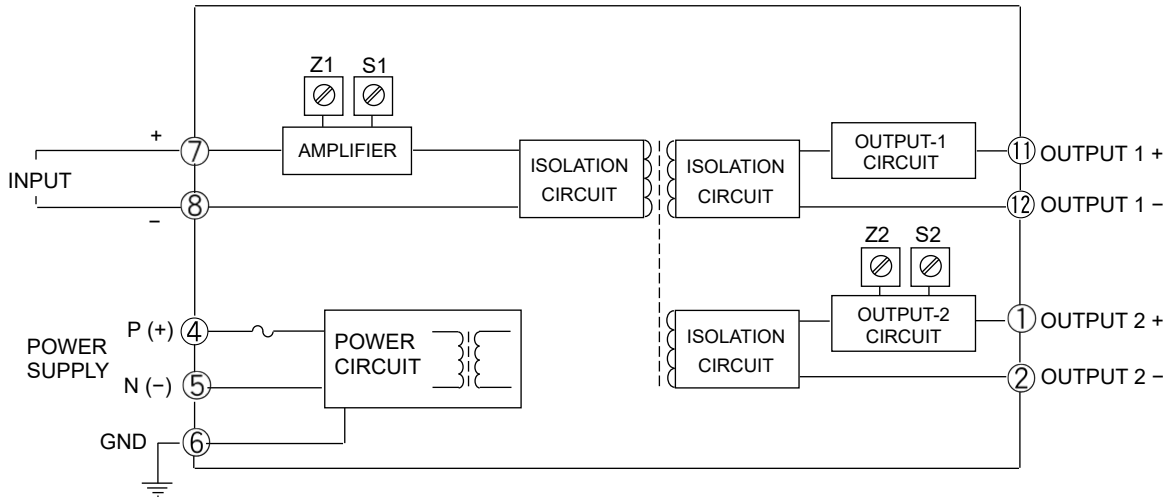 Z1
S1
+
7
AMPLIFIER
INPUT
8
−
ISOLATION
CIRCUIT
ISOLATION
CIRCUIT
OUTPUT-1
CIRCUIT
11 OUTPUT 1 +
12 OUTPUT 1 −
Z2
S2
POWER
SUPPLY
P (+) 4
N (−) 5
GND 6
POWER
CIRCUIT
ISOLATION
CIRCUIT
OUTPUT-2
CIRCUIT
1 OUTPUT 2 +
2 OUTPUT 2 −